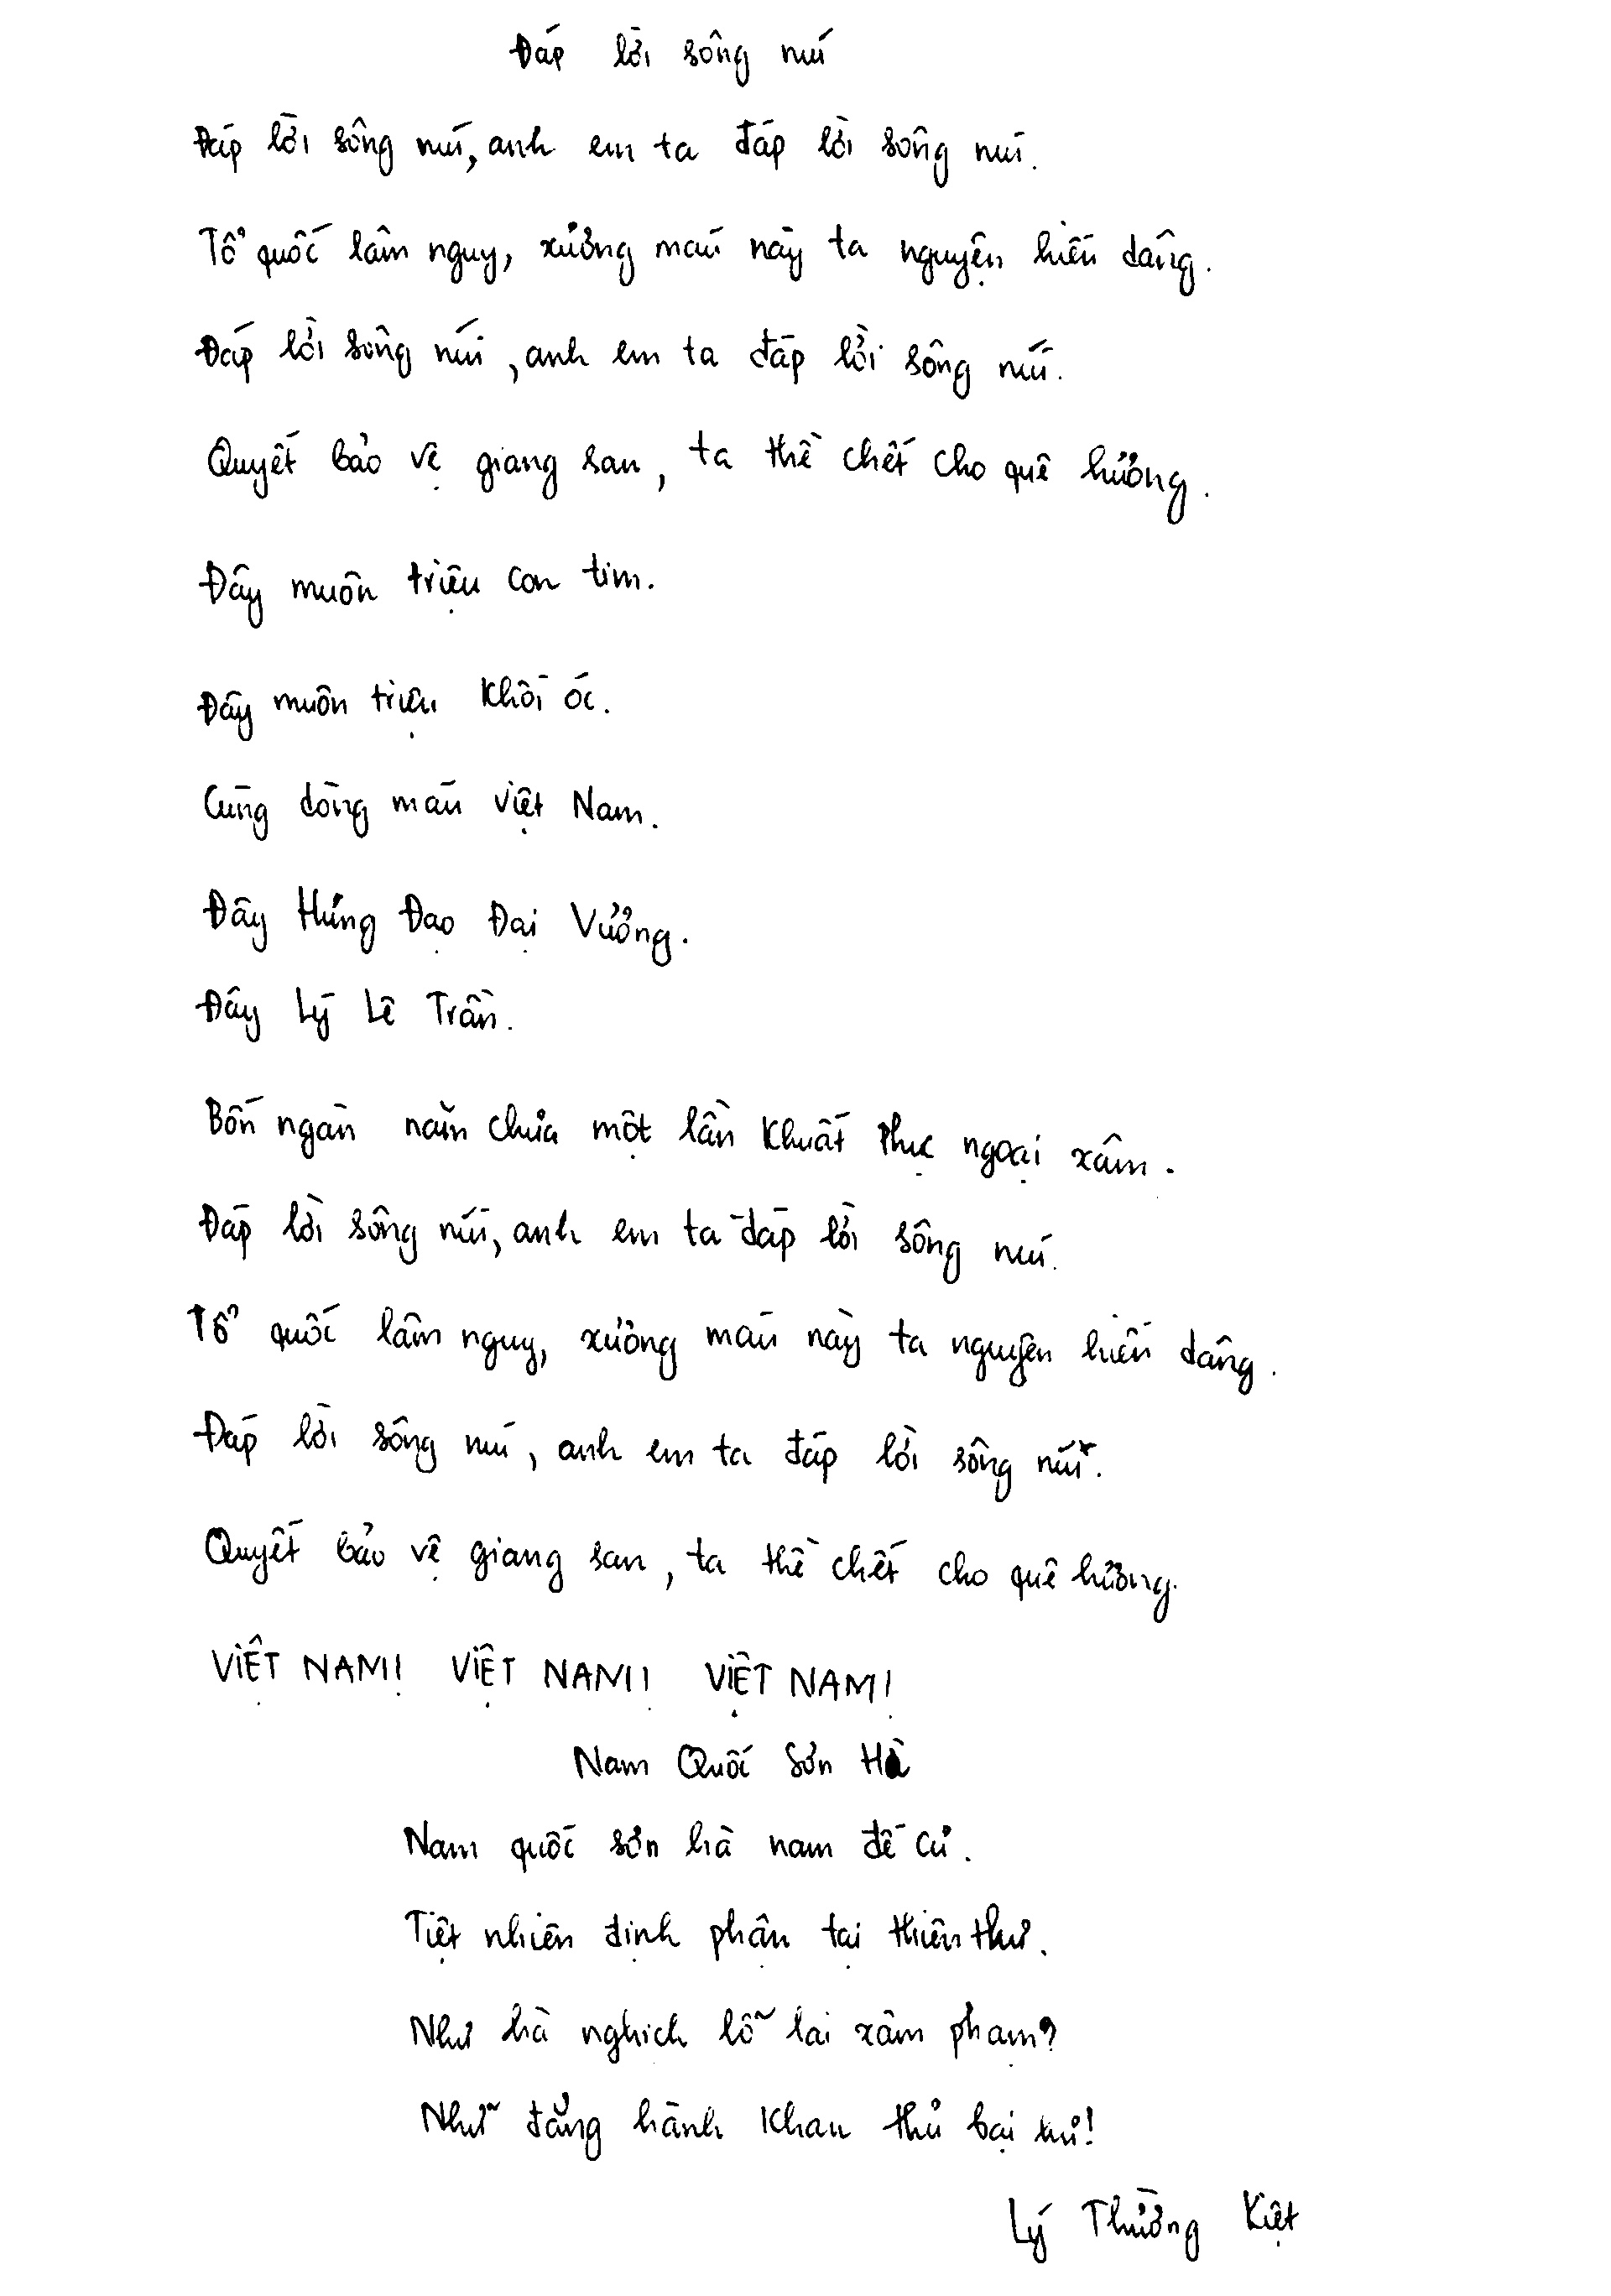 Đáp lời sông núi
Đáp lời sông núi, anh em ta đáp lời sông núi.
Tổ quốc lâm nguy, xương máu này ta nguyện hiến dâng.
Đáp lời sông núi, anh em ta đáp lời sông núi.
Quyết bảo vệ giang san, ta thề chết cho quê hương.
Đây muôn triệu con tim.
Đây muôn triệu khối óc.
Cùng dòng máu Việt Nam.
Đây Hưng Đạo Đại Vương.
Đây Lý Lê Trần.
Bốn ngàn năm chưa một lần khuất phục ngoại xâm.
Đáp lời sông núi, anh em ta đáp lời sông núi.
Tổ quốc lâm nguy, xương máu này ta nguyện hiến dâng.
Đáp lời sông núi, anh em ta đáp lời sông núi.
Quyết bảo vệ giang san, ta thề chết cho quê hương.
VIỆT NAM! VIỆT NAM! VIỆT NAM!
Nam Quốc Sơn Hà
Nam quốc sơn hà nam đế cư.
Tiệt nhiên định phận tại thiên thư.
Như hà nghịch lỗ lai xâm phạm?
Như đẳng hành khan thủ bại hư!
Lý Thường Kiệt